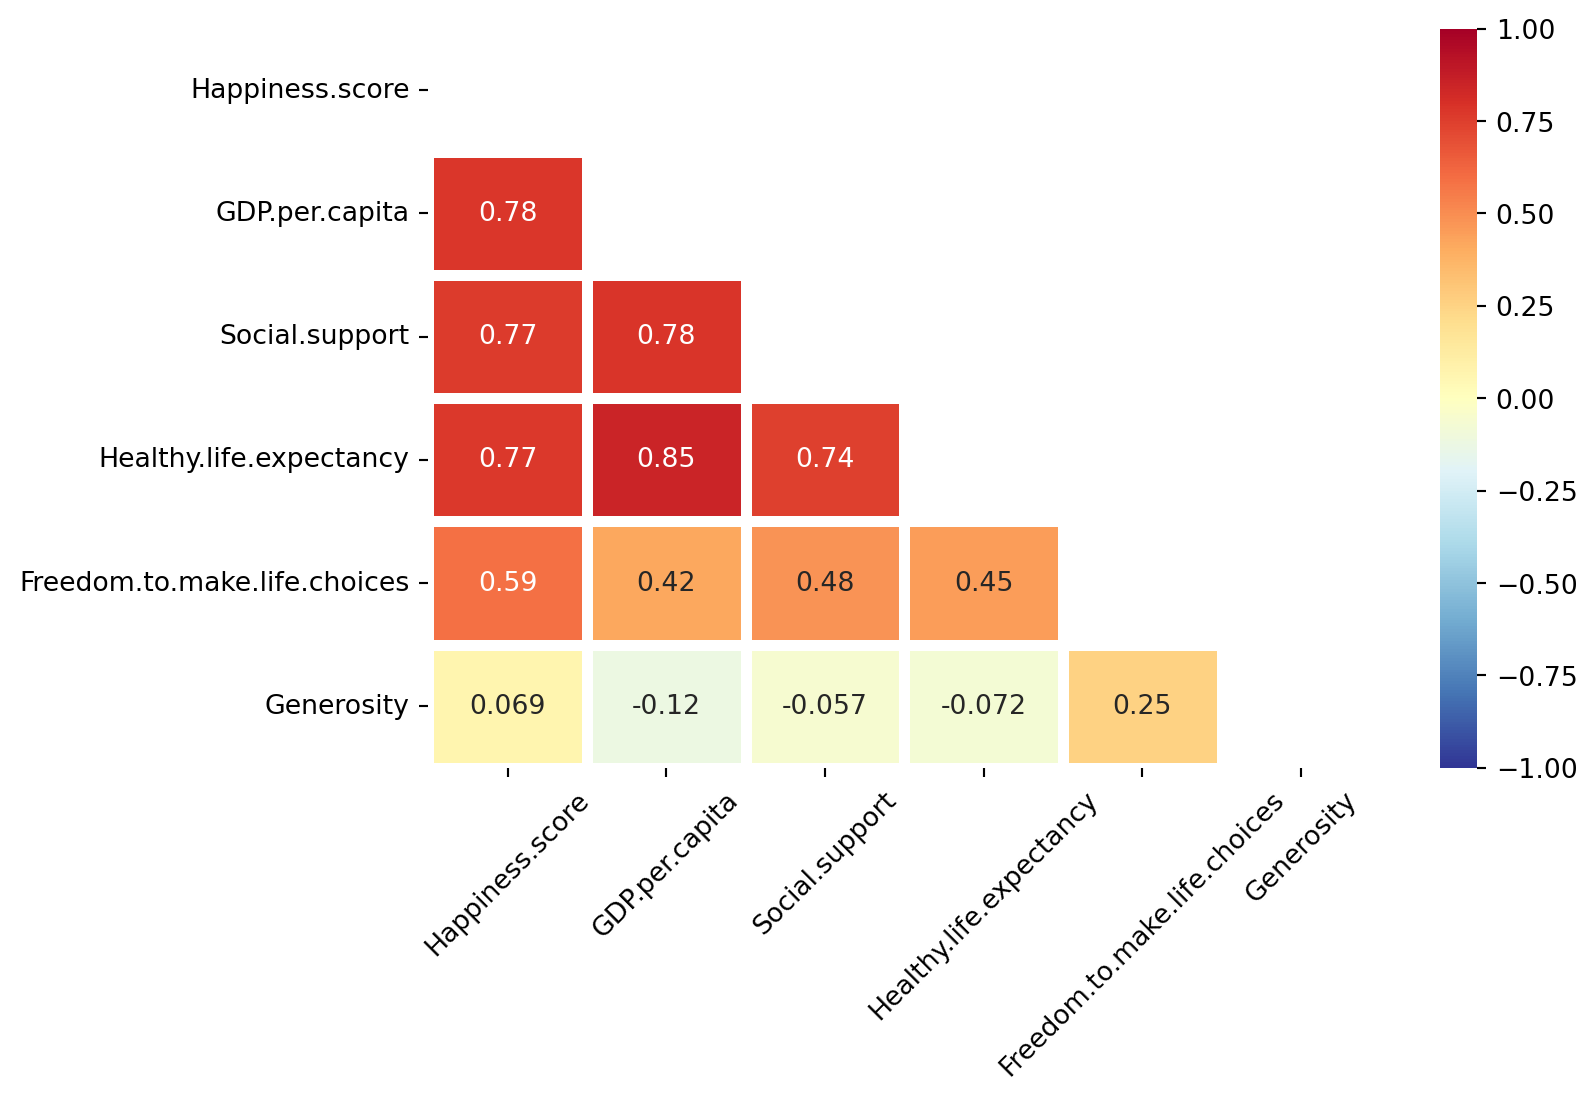 Happiness.score
GDP.per.capita 0.78
Social.support 0.77 0.78
Healthy.life.expectancy 0.77 0.85 0.74
Freedom.to.make.life.choices 0.59 0.42 0.48 0.45
Generosity 0.069 -0.12 -0.057 -0.072 0.25
Happiness.score
GDP.per.capita
Social.support
Healthy.life.expectancy
Freedom.to.make.life.choices
Generosity
1.00
0.75
0.50
0.25
0.00
−0.25
−0.50
−0.75
−1.00